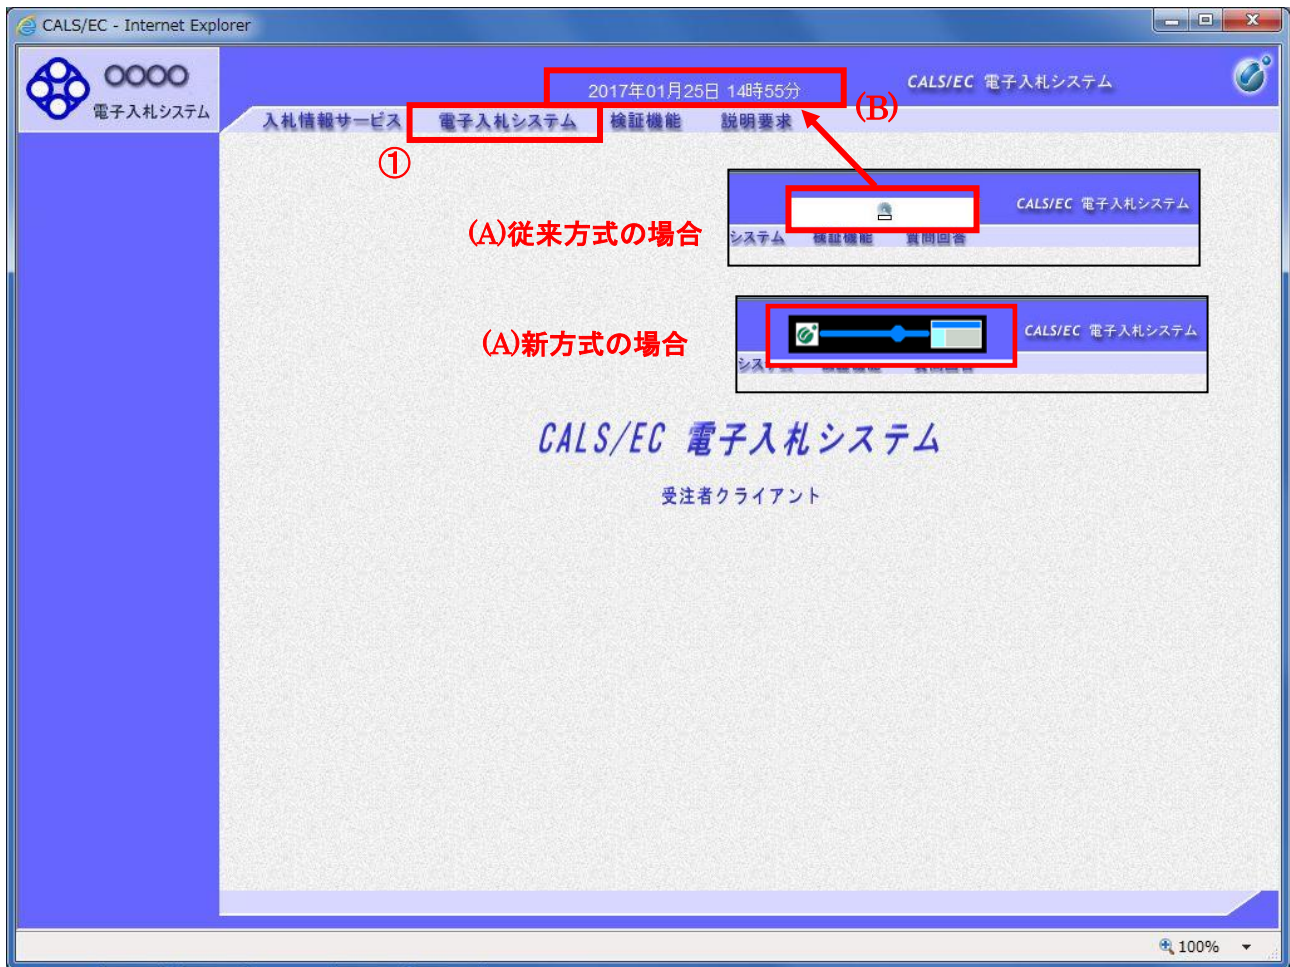 CALS/EC - Internet Explorer
○○○○
電子入札システム
2017年01月25日 14時55分
CALS/EC 電子入札システム
(B)
入札情報サービス 電子入札システム 検証機能 説明要求
①
(A)従来方式の場合
CALS/EC 電子入札システム
システム 検証機能 質問回答
(A)新方式の場合
CALS/EC 電子入札システム
CALS/EC 電子入札システム
受注者クライアント
100%